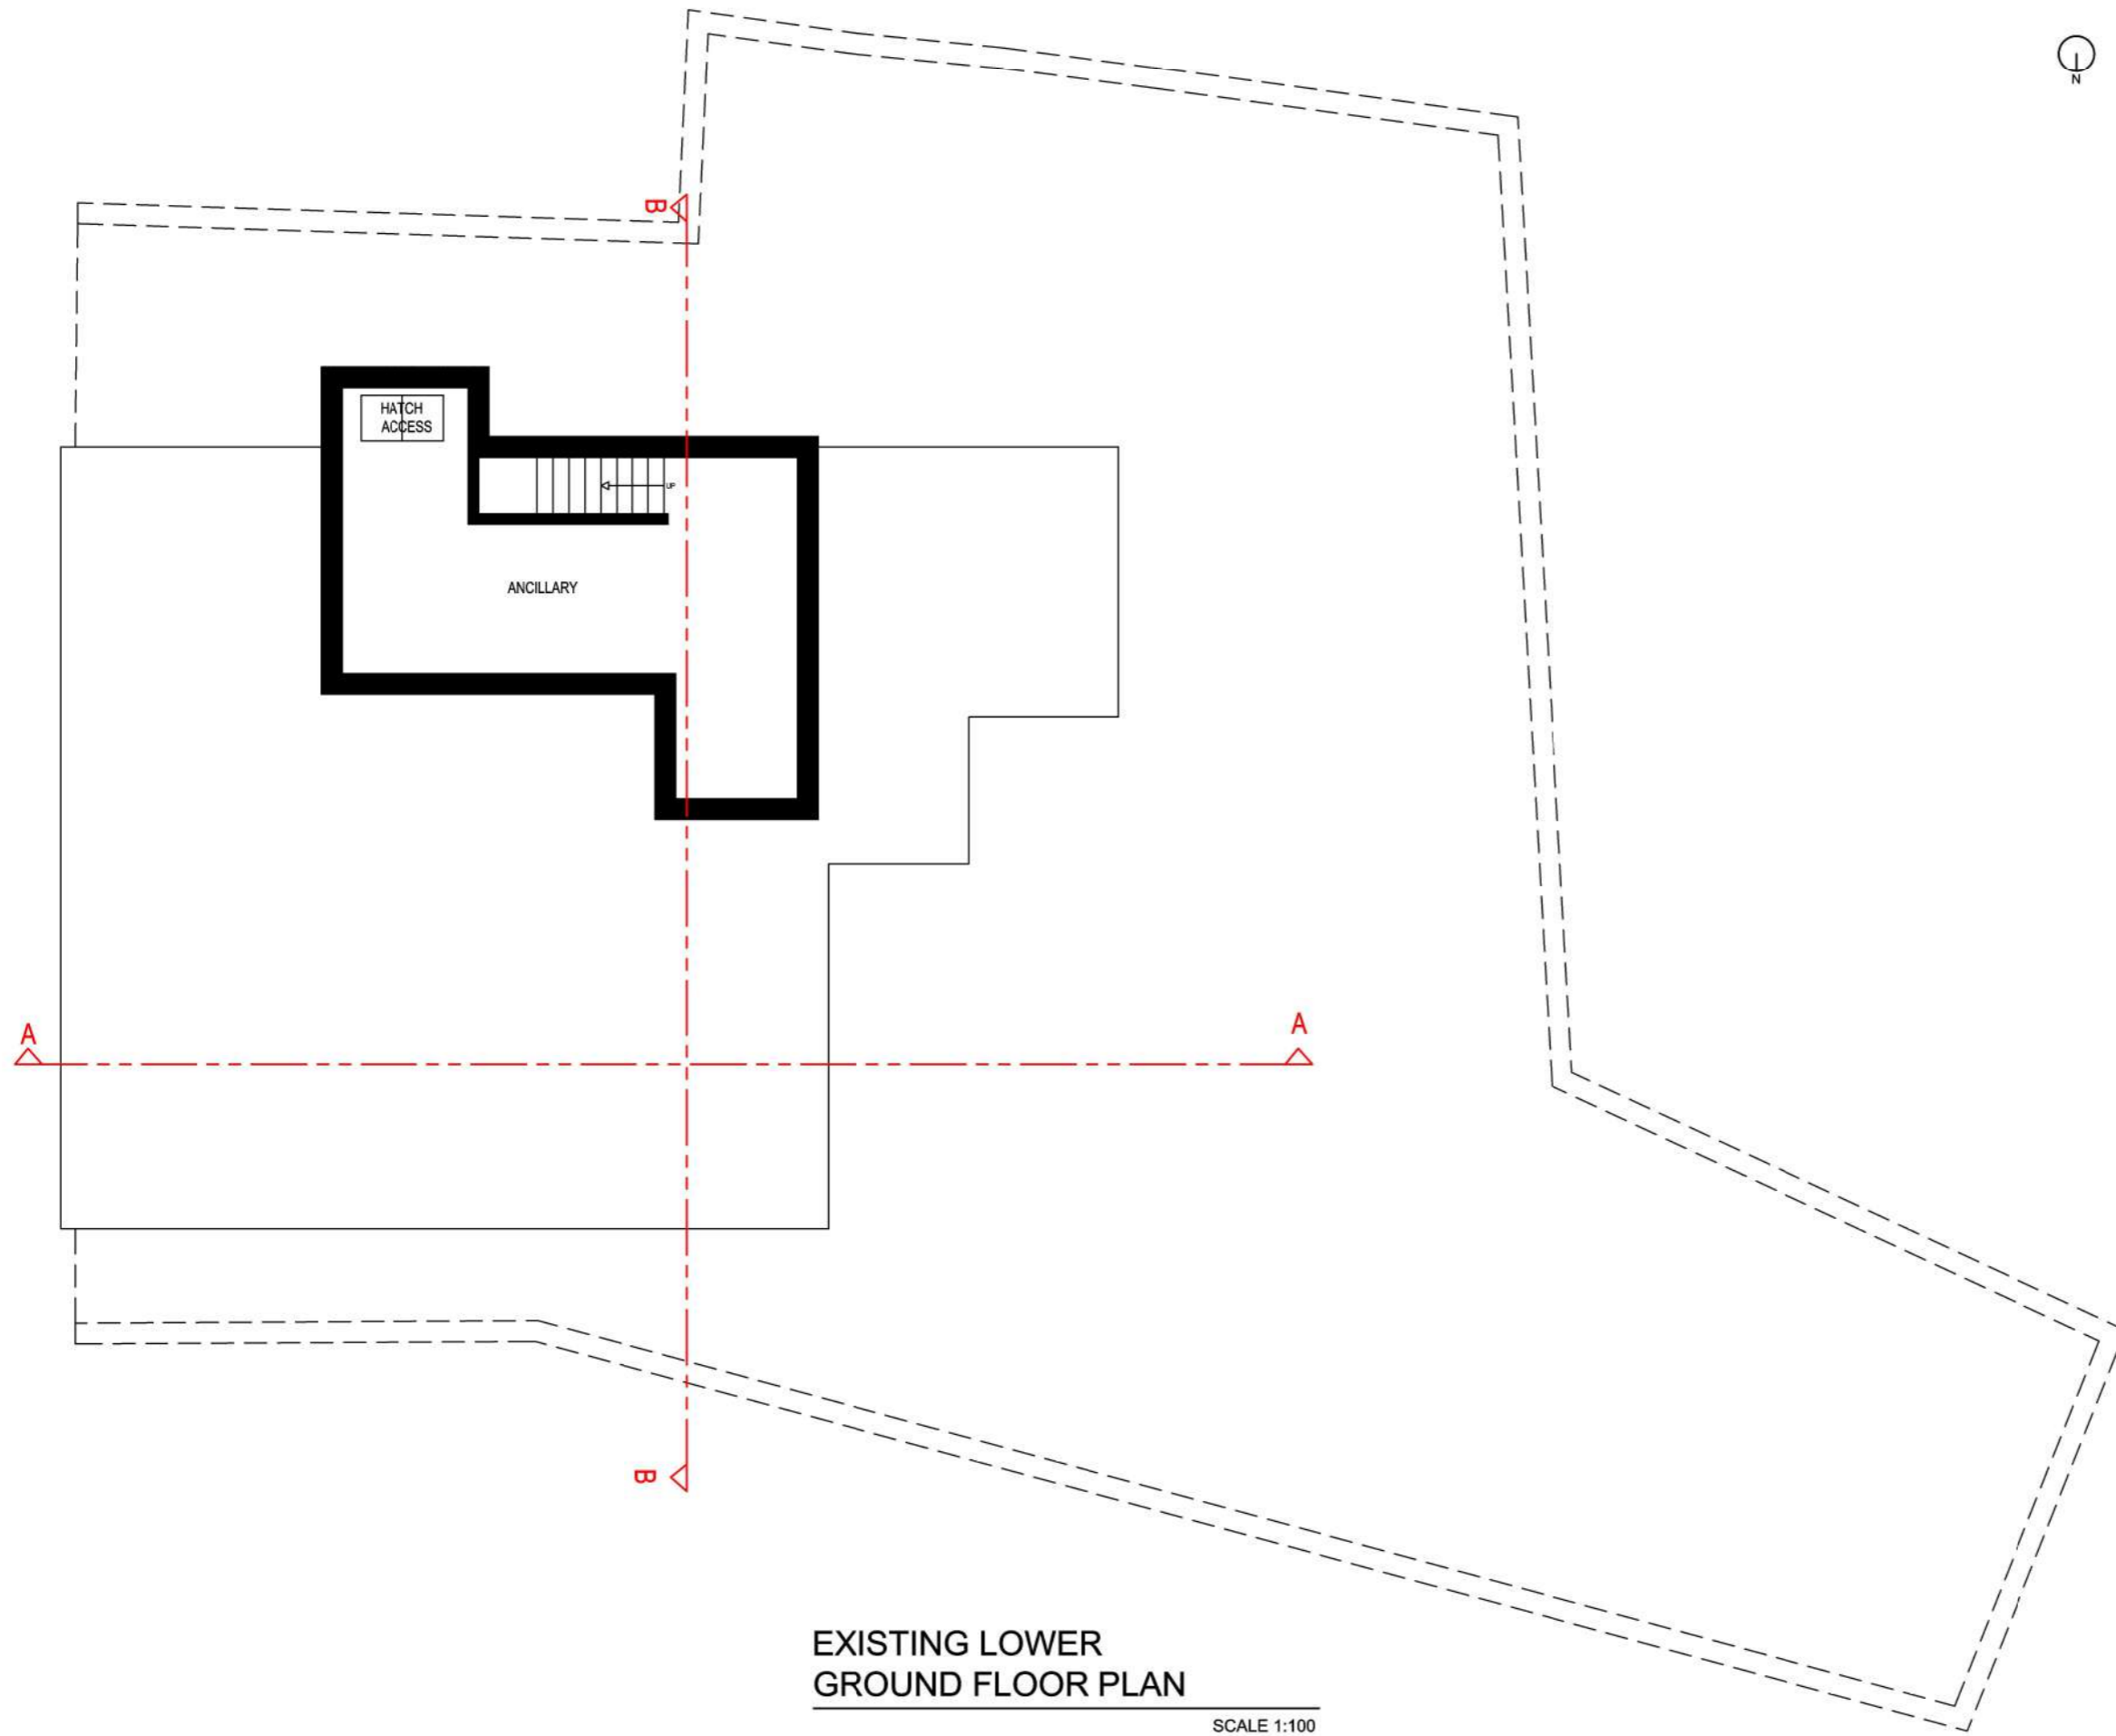 N
B
HATCH
ACCESS
UP
ANCILLARY
A
A
B
EXISTING LOWER
GROUND FLOOR PLAN
SCALE 1:100